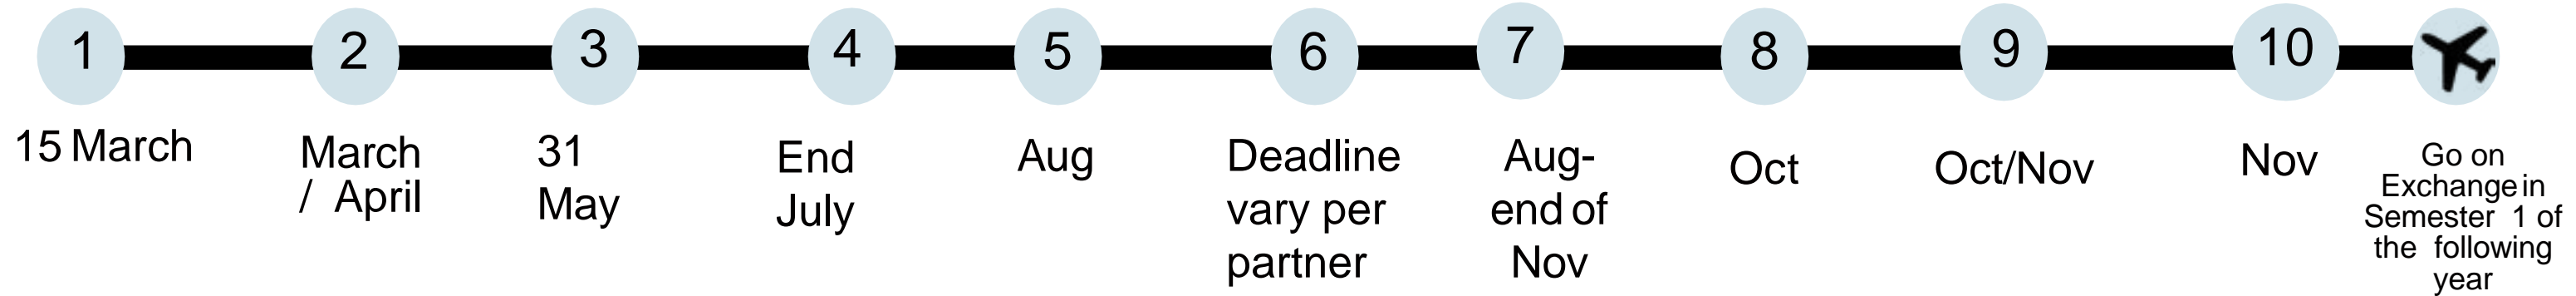 1
2
3
4
5
6
7
8
9
10
15 March
March
/ April
31
May
End
July
Aug
Deadline
vary per
partner
Aug-
end of
Nov
Oct
Oct/Nov
Nov
Go on
Exchange in
Semester 1 of
the following
year